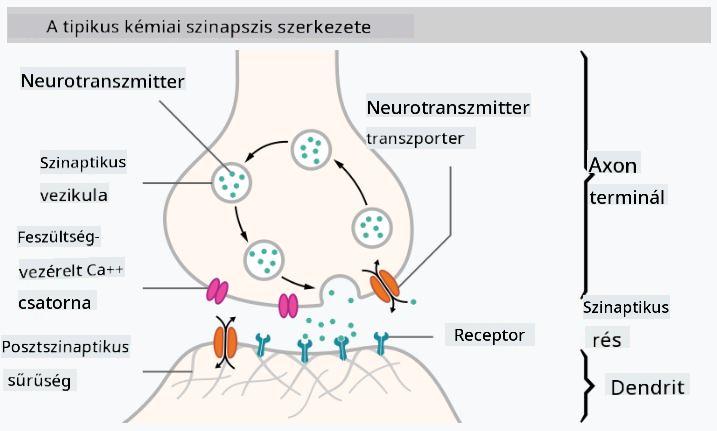 A tipikus kémiai szinapszis szerkezete
Neurotranszmitter
Neurotranszmitter
transzporter
Szinaptikus
vezikula
Axon
terminál
Feszültség-
vezérelt Ca++
csatorna
Szinaptikus
rés
Receptor
Posztszinaptikus
sűrűség
Dendrit